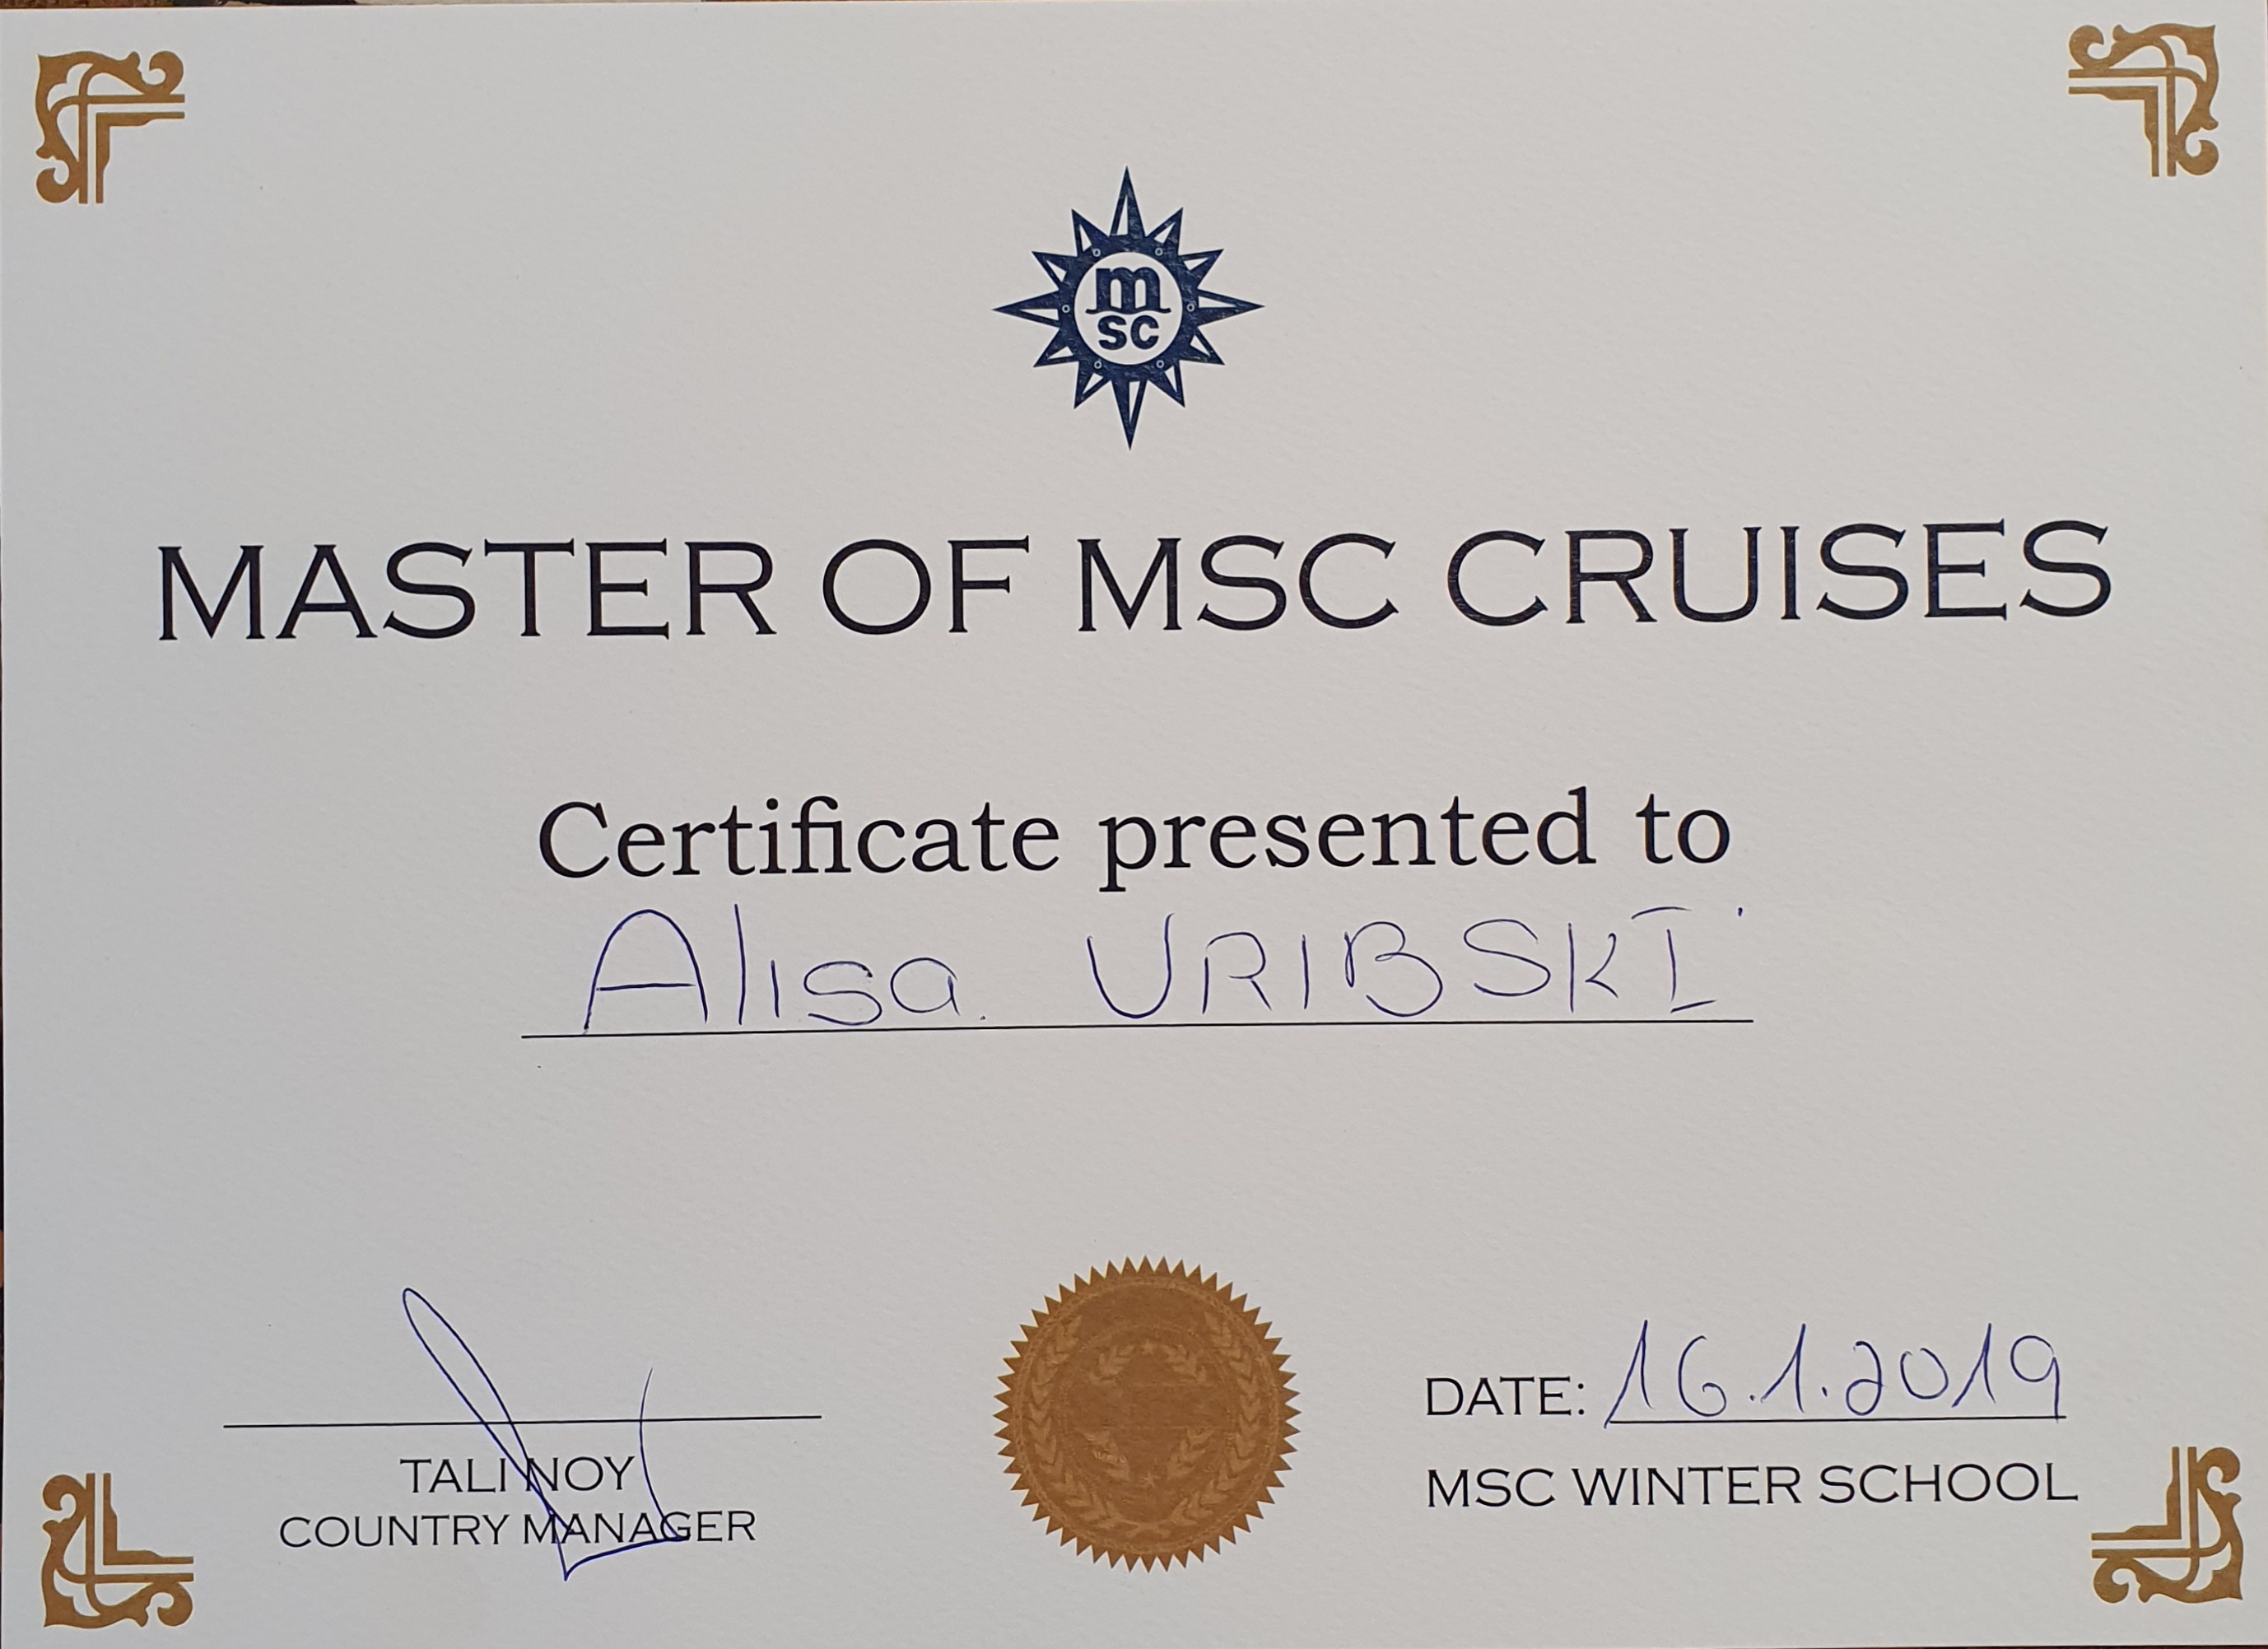 m
sc
MASTER OF MSC CRUISES
Certificate presented to
Alisa. URIBSKI
TALI NOY
COUNTRY MANAGER
DATE: 16.1.2019
MSC WINTER SCHOOL